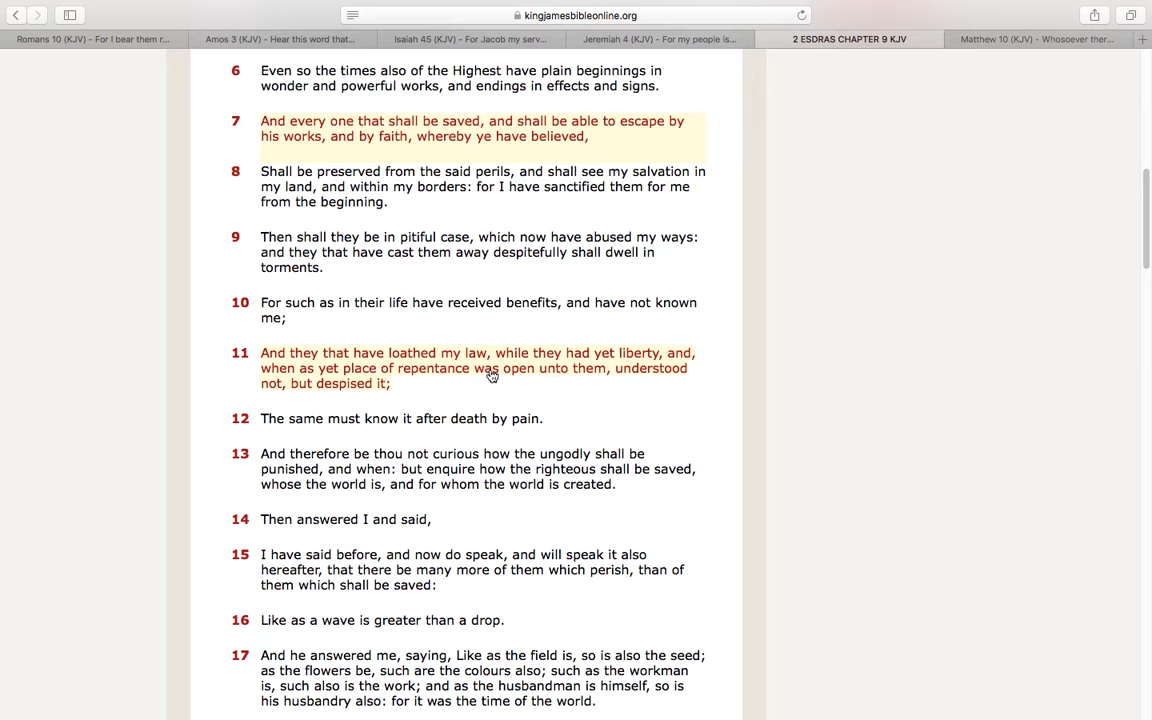 kingjamesbibleonline.org
Romans 10 (KJV) - For I bear them r...
Amos 3 (KJV) - Hear this word that...
Isaiah 45 (KJV) - For Jacob my serv...
Jeremiah 4 (KJV) - For my people is...
2 ESDRAS CHAPTER 9 KJV
Matthew 10 (KJV) - Whosoever ther...
6 Even so the times also of the Highest have plain beginnings in
wonder and powerful works, and endings in effects and signs.
7 And every one that shall be saved, and shall be able to escape by
his works, and by faith, whereby ye have believed,
8 Shall be preserved from the said perils, and shall see my salvation in
my land, and within my borders: for I have sanctified them for me
from the beginning.
9 Then shall they be in pitiful case, which now have abused my ways:
and they that have cast them away despitefully shall dwell in
torments.
10 For such as in their life have received benefits, and have not known
me;
11 And they that have loathed my law, while they had yet liberty, and,
when as yet place of repentance was open unto them, understood
not, but despised it;
12 The same must know it after death by pain.
13 And therefore be thou not curious how the ungodly shall be
punished, and when: but enquire how the righteous shall be saved,
whose the world is, and for whom the world is created.
14 Then answered I and said,
15 I have said before, and now do speak, and will speak it also
hereafter, that there be many more of them which perish, than of
them which shall be saved:
16 Like as a wave is greater than a drop.
17 And he answered me, saying, Like as the field is, so is also the seed;
as the flowers be, such are the colours also; such as the workman
is, such also is the work; and as the husbandman is himself, so is
his husbandry also: for it was the time of the world.